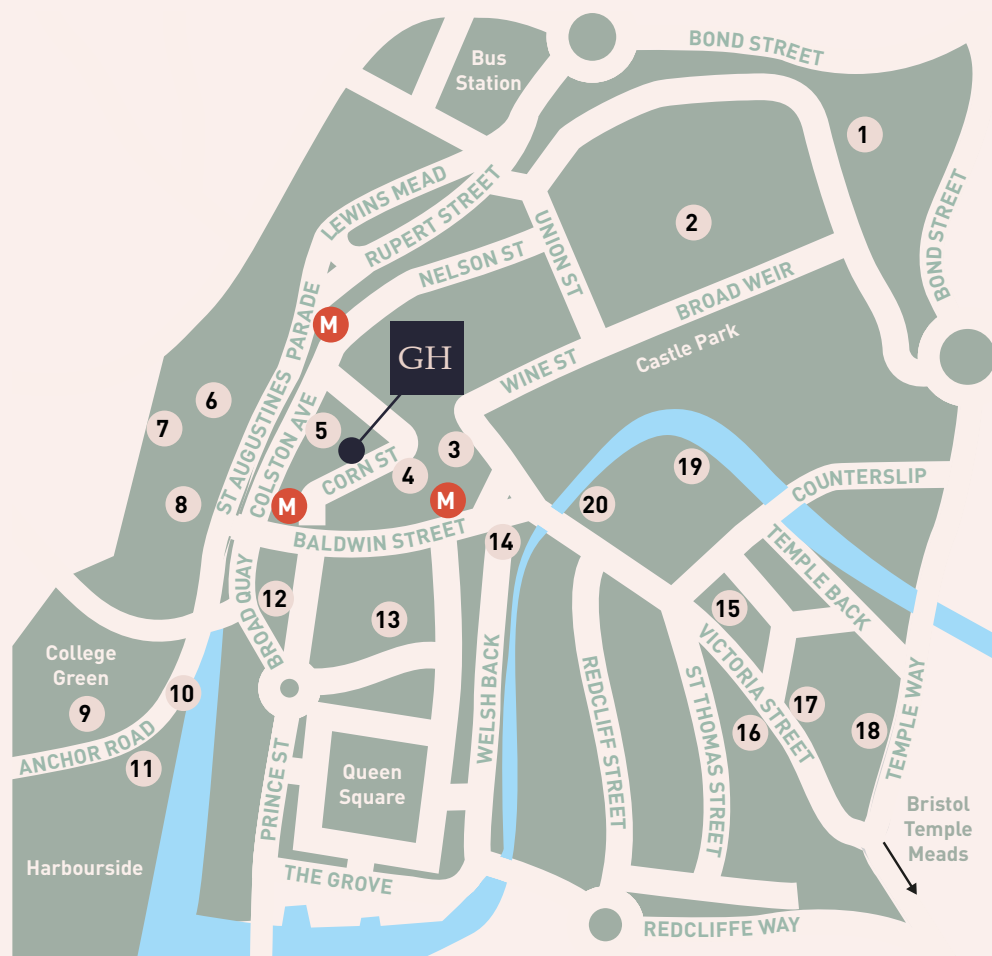 BOND STREET
Bus
Station
1
BOND STREET
LEWINS MEAD
RUPERT STREET
2
UNION ST
NELSON ST
BROAD WEIR
M
GH
Castle Park
WINE ST
ST AUGUSTINES PARADE
COLSTON AVE
6
7
5
3
CORN ST
4
19
COUNTERSLIP
8
M
M
20
BALDWIN STREET
14
TEMPLE BACK
BROAD QUAY
12
13
15
College
Green
VICTORIA STREET
10
9
WELSH BACK
REDCLIFF STREET
ST THOMAS STREET
17
16
18
TEMPLE WAY
ANCHOR ROAD
11
PRINCE ST
Queen
Square
Bristol
Temple
Meads
Harbourside
THE GROVE
REDCLIFFE WAY